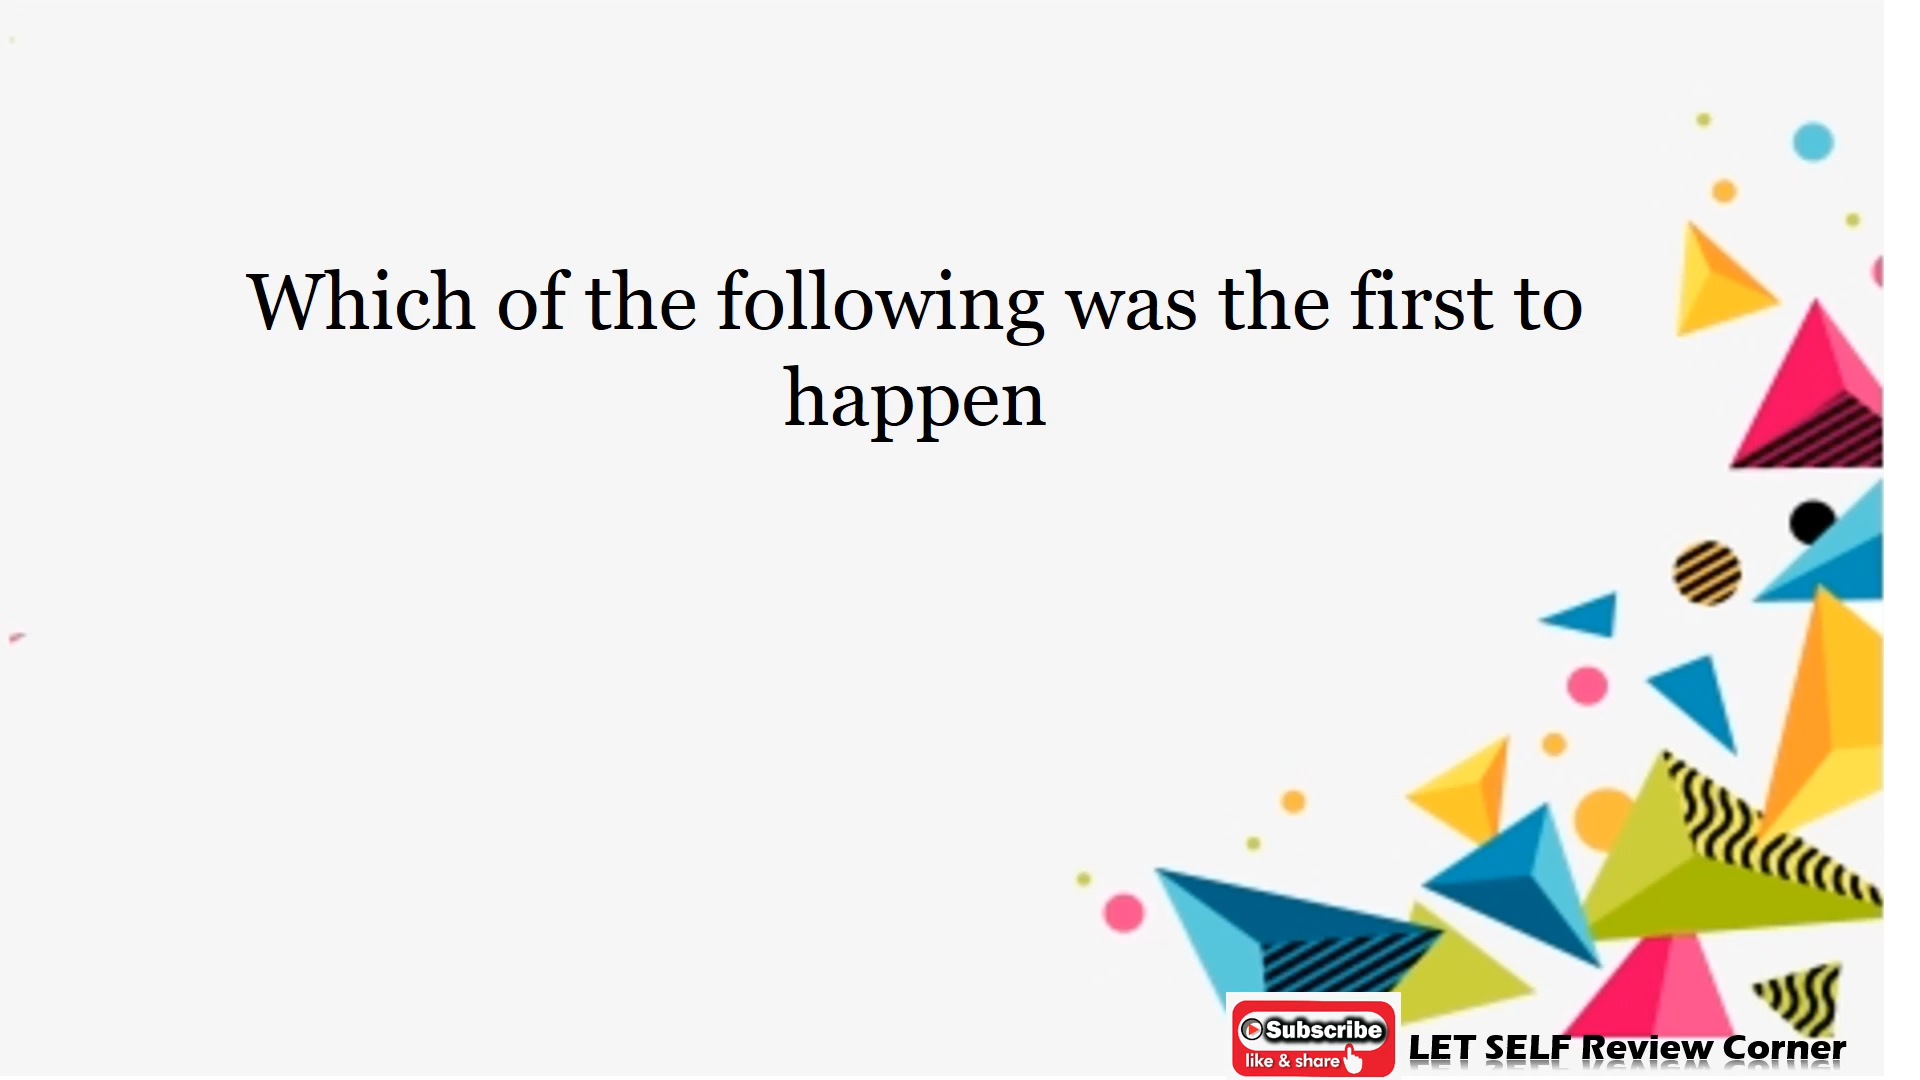 Which of the following was the first to
happen
Subscribe
like & share
LET SELF Review Corner